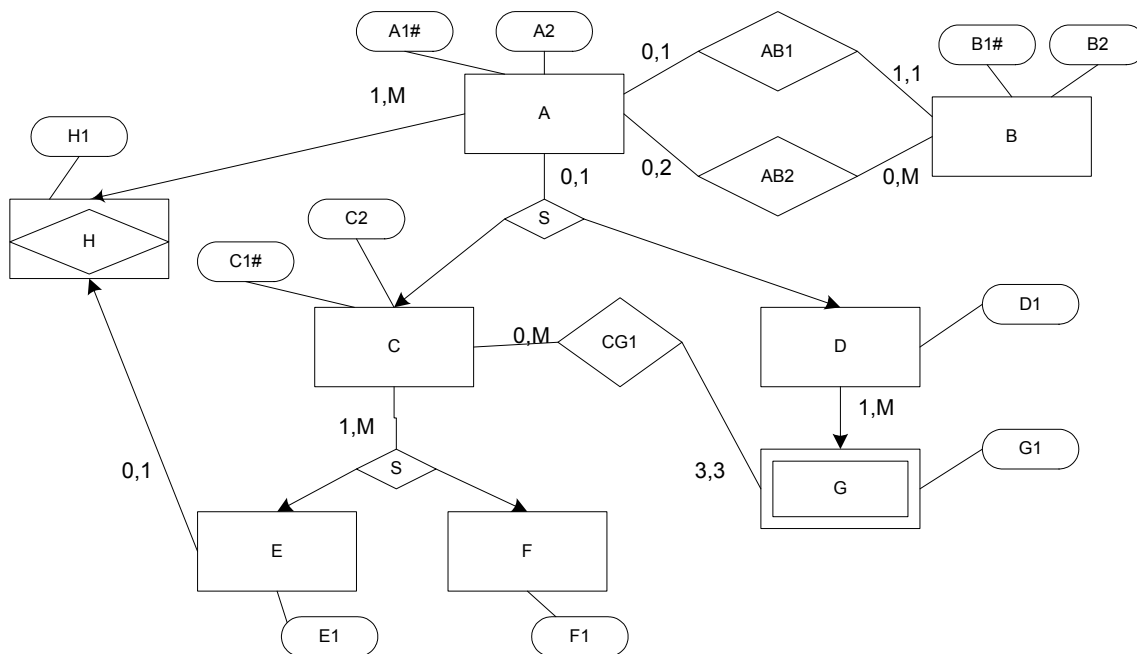 A1#
A2
B1#
B2
0,1
AB1
1,1
1,M
A
B
H1
0,2
AB2
0,M
0,1
S
C2
H
C1#
D1
C
0,M
CG1
D
1,M
1,M
G1
0,1
S
3,3
G
E
F
E1
F1